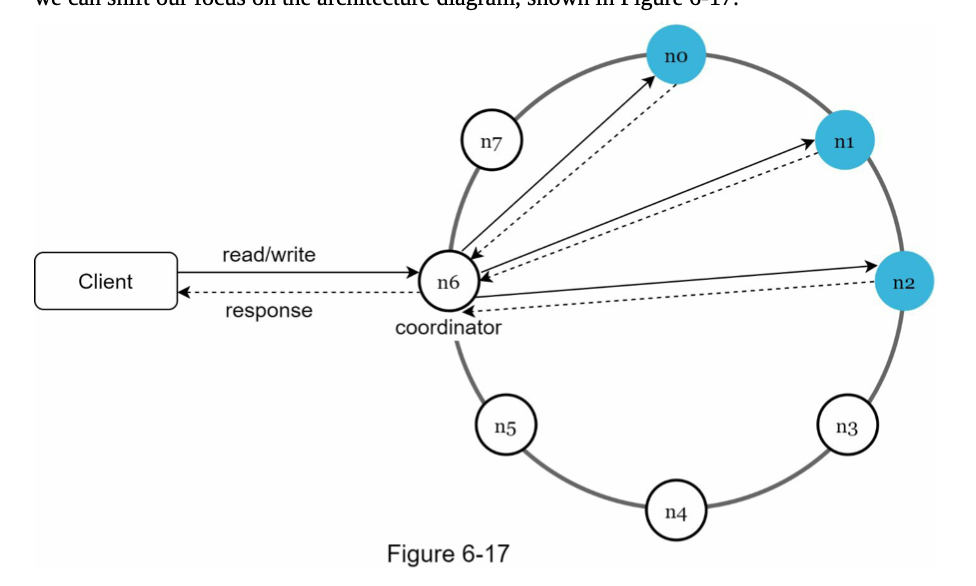 we can shift our focus on the architecture diagram, shown in Figure 6-17.
n0
n7
n1
read/write
Client
n6
n2
response
coordinator
n5
n3
n4
Figure 6-17